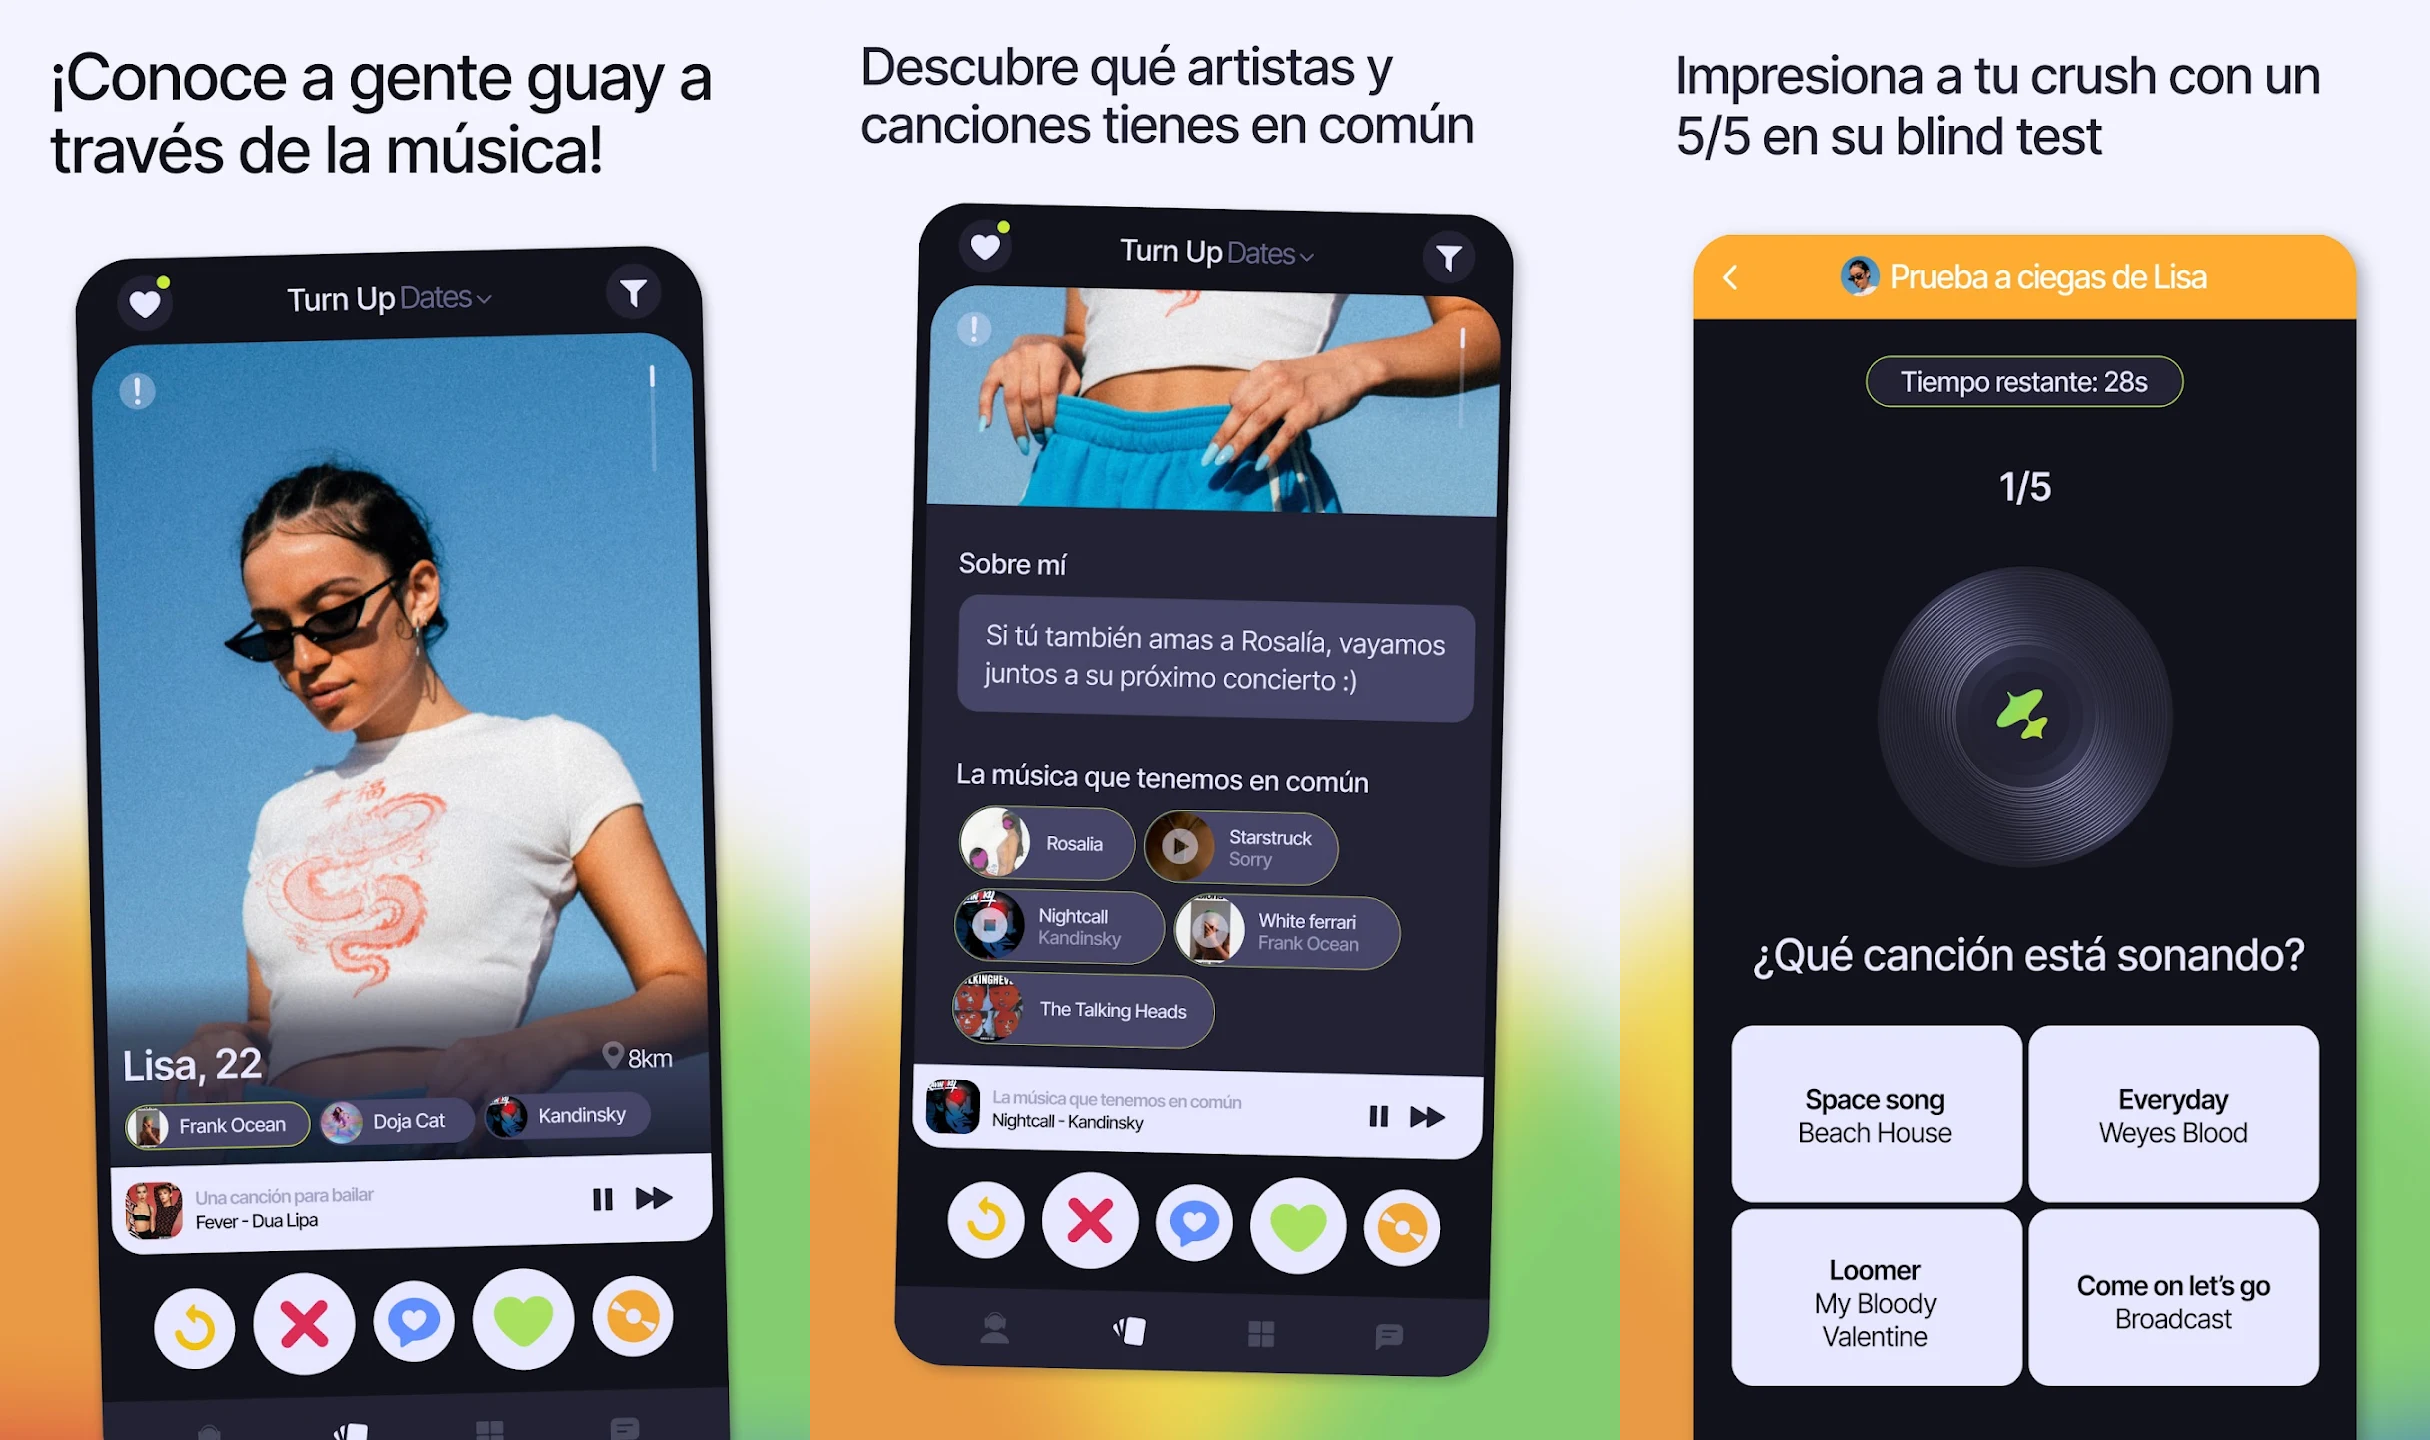 ¡Conoce a gente guay a
través de la música!
Turn Up Dates
Lisa, 22
8km
Frank Ocean
Doja Cat
Kandinsky
Una canción para bailar
Fever - Dua Lipa
Descubre qué artistas y
canciones tienes en común
Turn Up Dates
Sobre mí
Si tú también amas a Rosalía, vayamos
juntos a su próximo concierto :)
La música que tenemos en común
Rosalia
Starstruck
Sorry
Nightcall
Kandinsky
White ferrari
Frank Ocean
The Talking Heads
La música que tenemos en común
Nightcall - Kandinsky
Impresiona a tu crush con un
5/5 en su blind test
Prueba a ciegas de Lisa
Tiempo restante: 28s
1/5
¿Qué canción está sonando?
Space song
Beach House
Everyday
Weyes Blood
Loomer
My Bloody
Valentine
Come on let's go
Broadcast